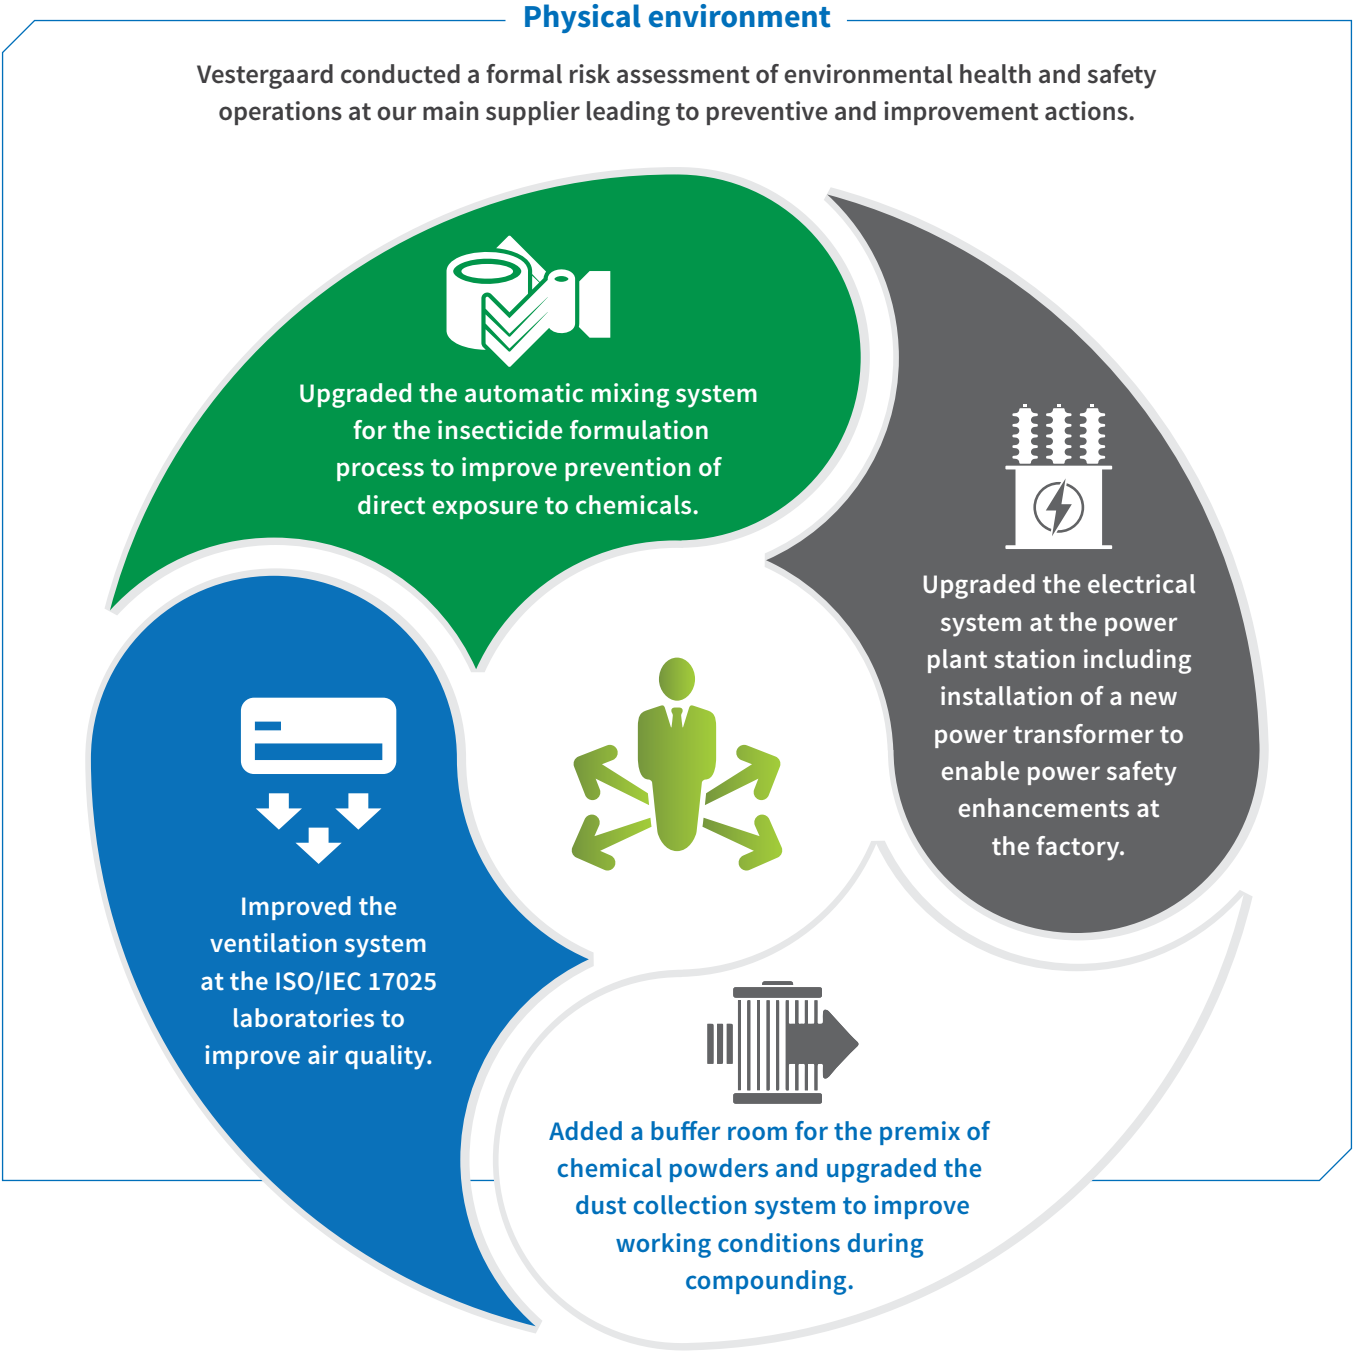 Physical environment
Vestergaard conducted a formal risk assessment of environmental health and safety
operations at our main supplier leading to preventive and improvement actions.
Upgraded the automatic mixing system
for the insecticide formulation
process to improve prevention of
direct exposure to chemicals.
Upgraded the electrical
system at the power
plant station including
installation of a new
power transformer to
enable power safety
enhancements at
the factory.
Improved the
ventilation system
at the ISO/IEC 17025
laboratories to
improve air quality.
Added a buffer room for the premix of
chemical powders and upgraded the
dust collection system to improve
working conditions during
compounding.